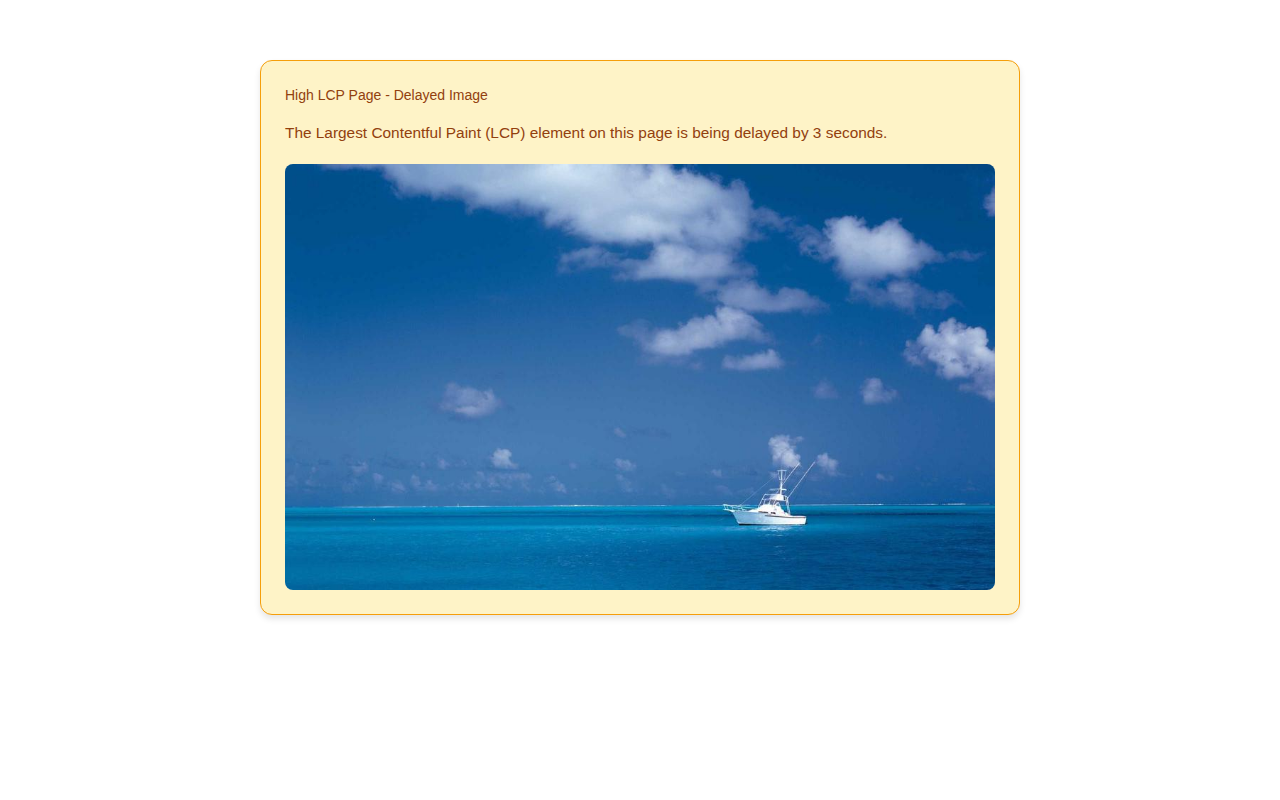 High LCP Page - Delayed Image
The Largest Contentful Paint (LCP) element on this page is being delayed by 3 seconds.